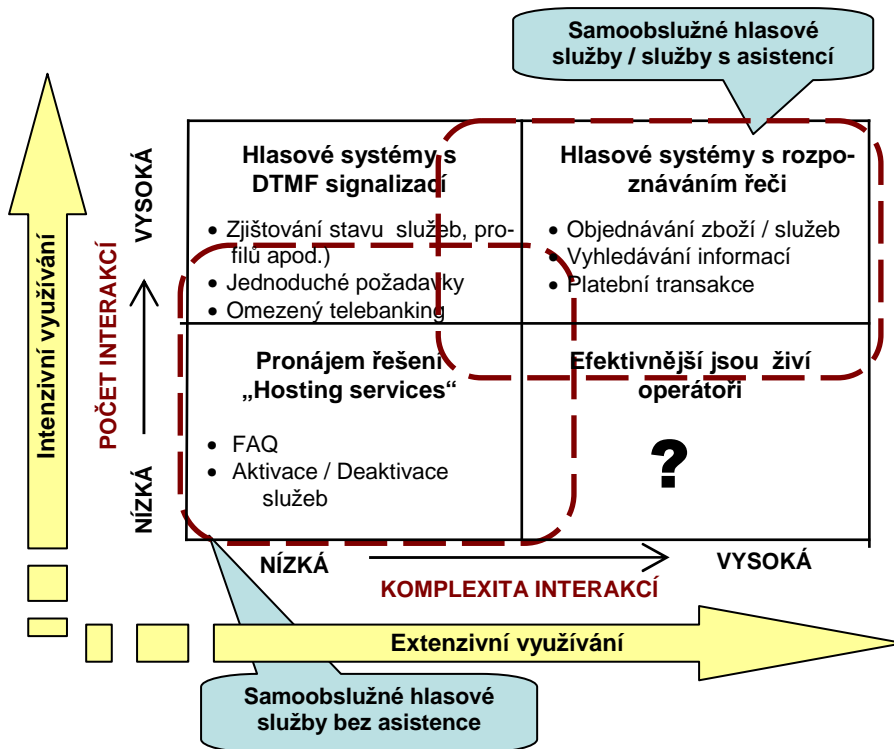 Samoobslužné hlasové
služby / služby s asistencí
Intenzivní využívání
POČET INTERAKCÍ
VYSOKÁ
NÍZKÁ
Hlasové systémy s
DTMF signalizací
• Zjišťování stavu služeb, pro-
filů apod.)
• Jednoduché požadavky
• Omezený telebanking
Hlasové systémy s rozpo-
znáváním řeči
• Objednávání zboží / služeb
• Vyhledávání informací
• Platební transakce
Pronájem řešení
„Hosting services“
• FAQ
• Aktivace / Deaktivace
služeb
Efektivnější jsou živí
operátoři
?
NÍZKÁ
VYSOKÁ
KOMPLEXITA INTERAKCÍ
Extenzivní využívání
Samoobslužné hlasové
služby bez asistence